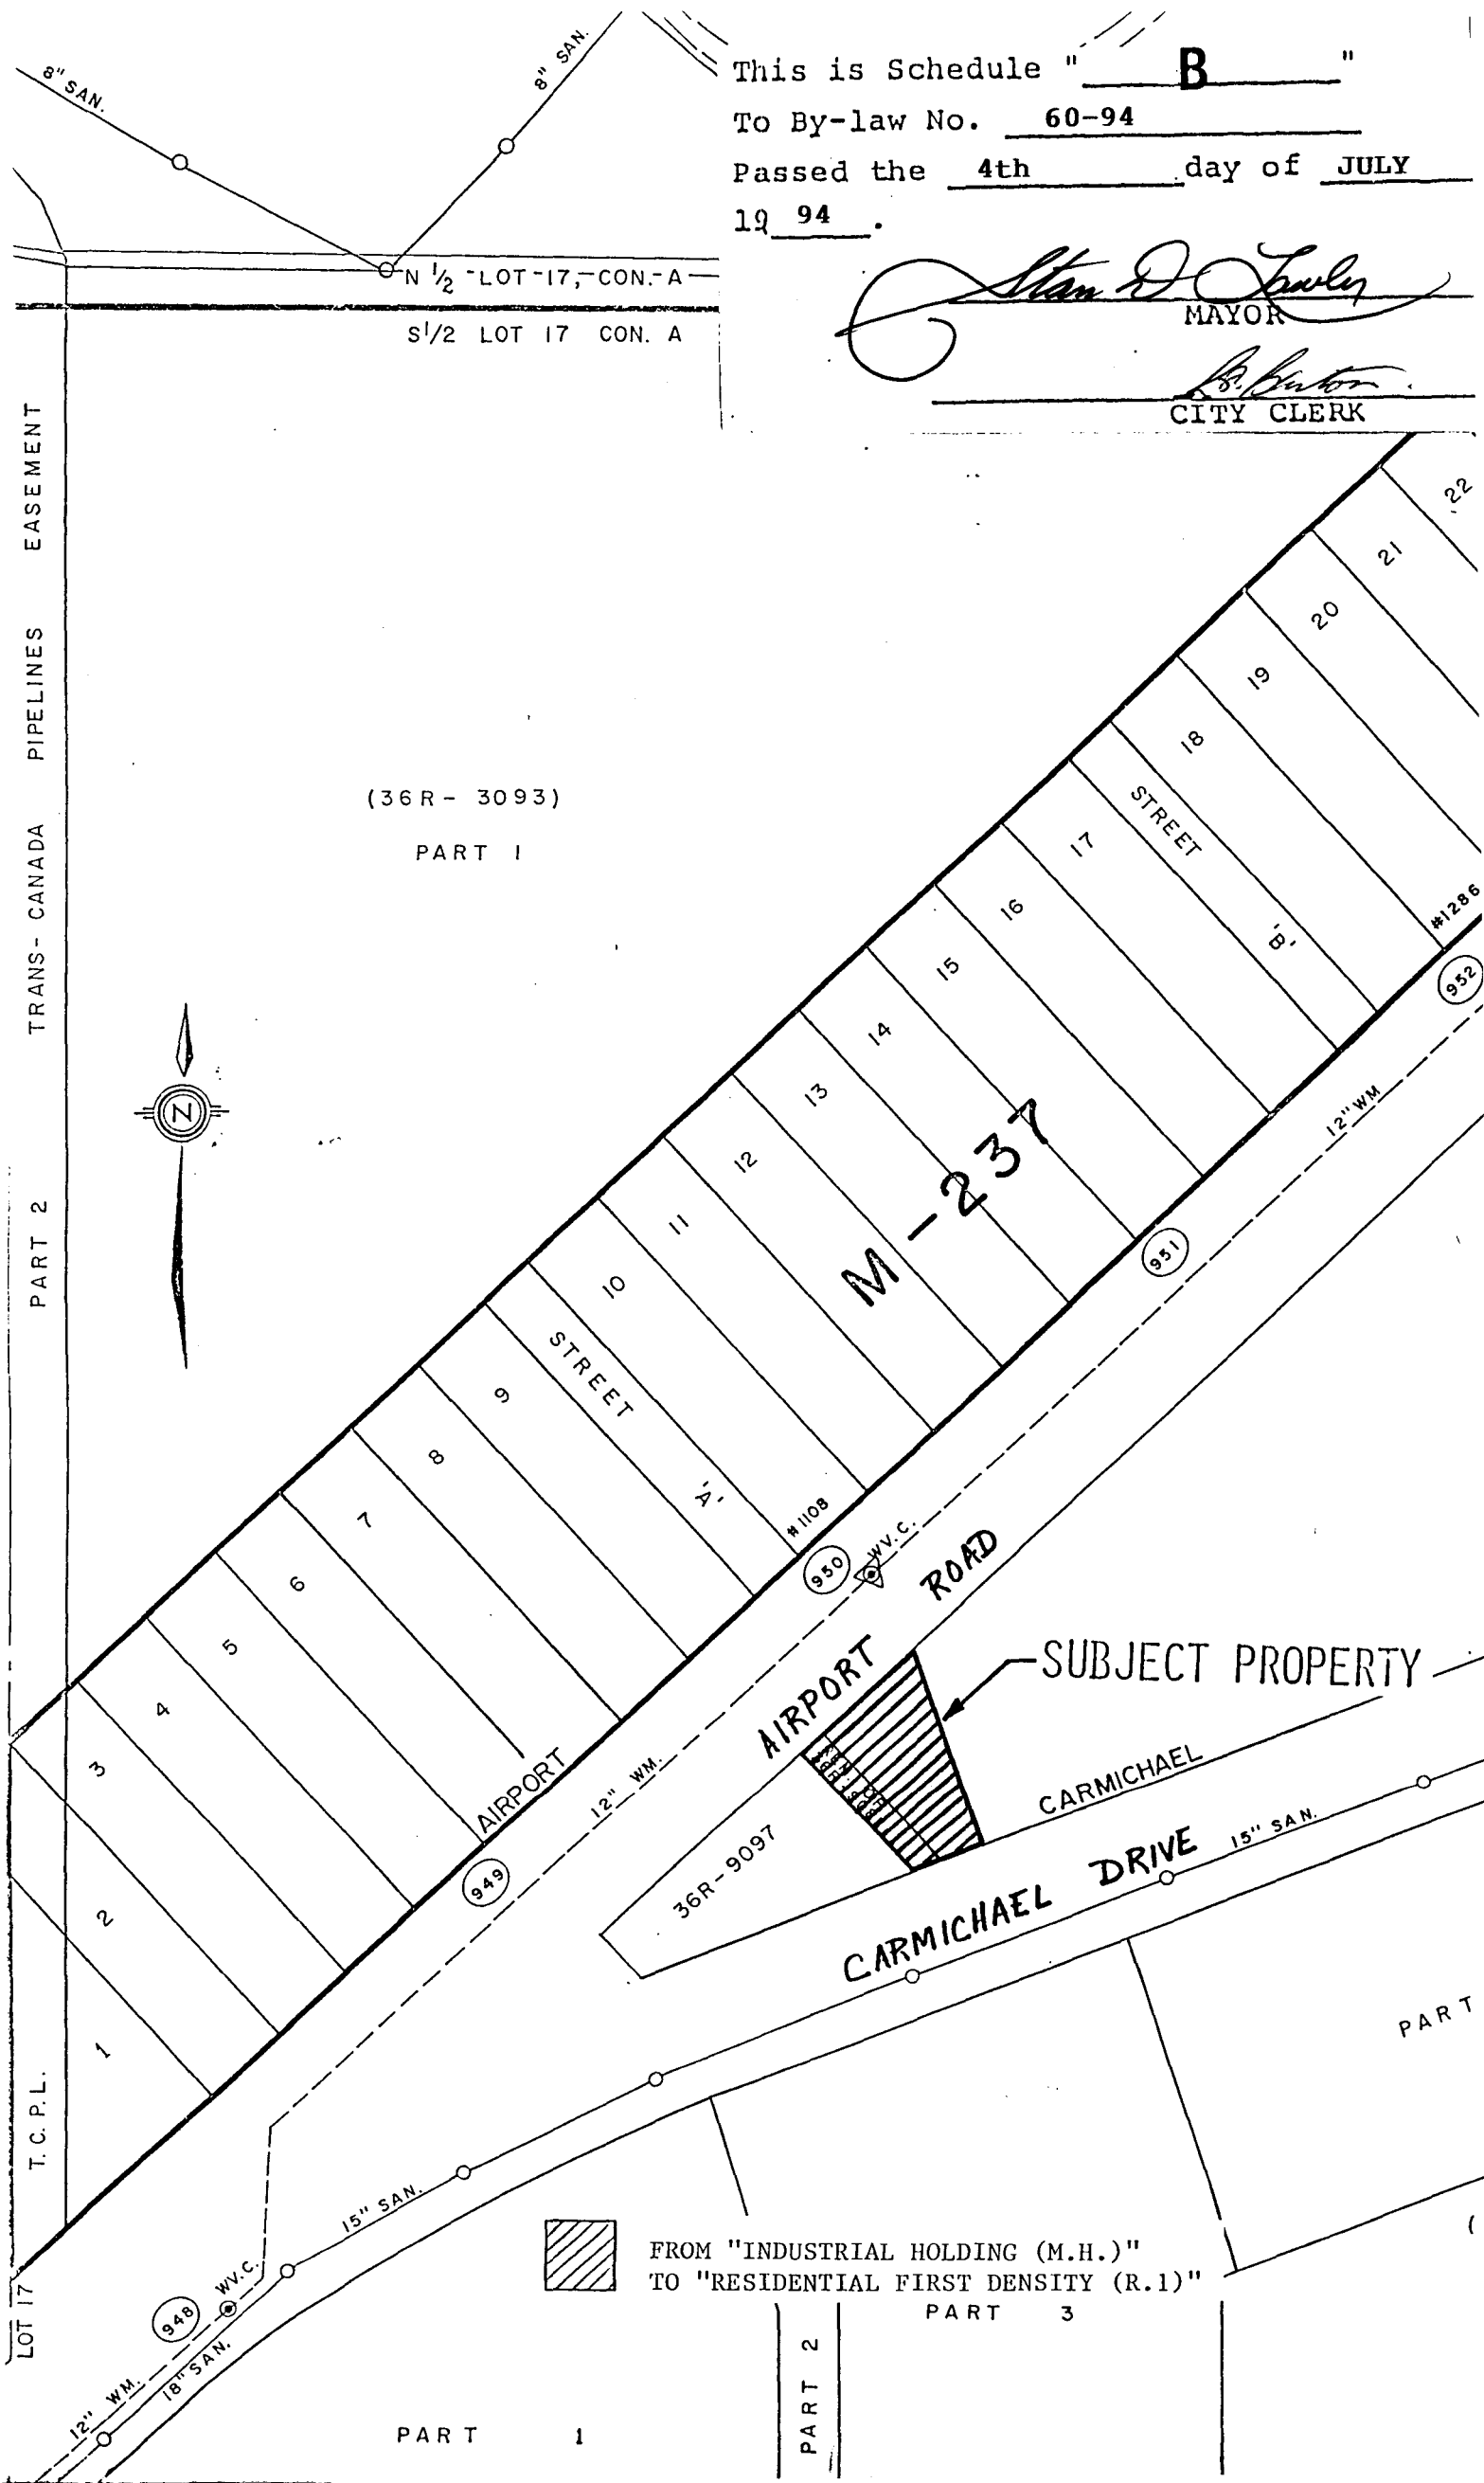 This is Schedule " B "
To By-law No. 60-94
Passed the 4th day of JULY
19 94 .
MAYOR
CITY CLERK
8" SAN.
8" SAN.
N 1/2 -LOT-17,-CON.-A
S1/2 LOT 17 CON. A
TRANS-CANADA PIPELINES EASEMENT
PART 2
T.C.P.L.
LOT 17
(36R- 3093)
PART 1
N
22
21
20
19
18
STREET 'B'
17
16
15
14
13
12
11
10
STREET 'A'
9
8
7
6
5
4
3
2
1
M-237
#1286
952
12" WM
951
#1108
950
WV.C.
AIRPORT ROAD
SUBJECT PROPERTY
AIRPORT
12" WM.
949
36R-9097
CARMICHAEL
CARMICHAEL DRIVE
15" SAN.
PART
15" SAN.
FROM "INDUSTRIAL HOLDING (M.H.)"
TO "RESIDENTIAL FIRST DENSITY (R.1)"
PART 3
PART 2
WV.C.
948
18" SAN.
12" WM.
PART 1